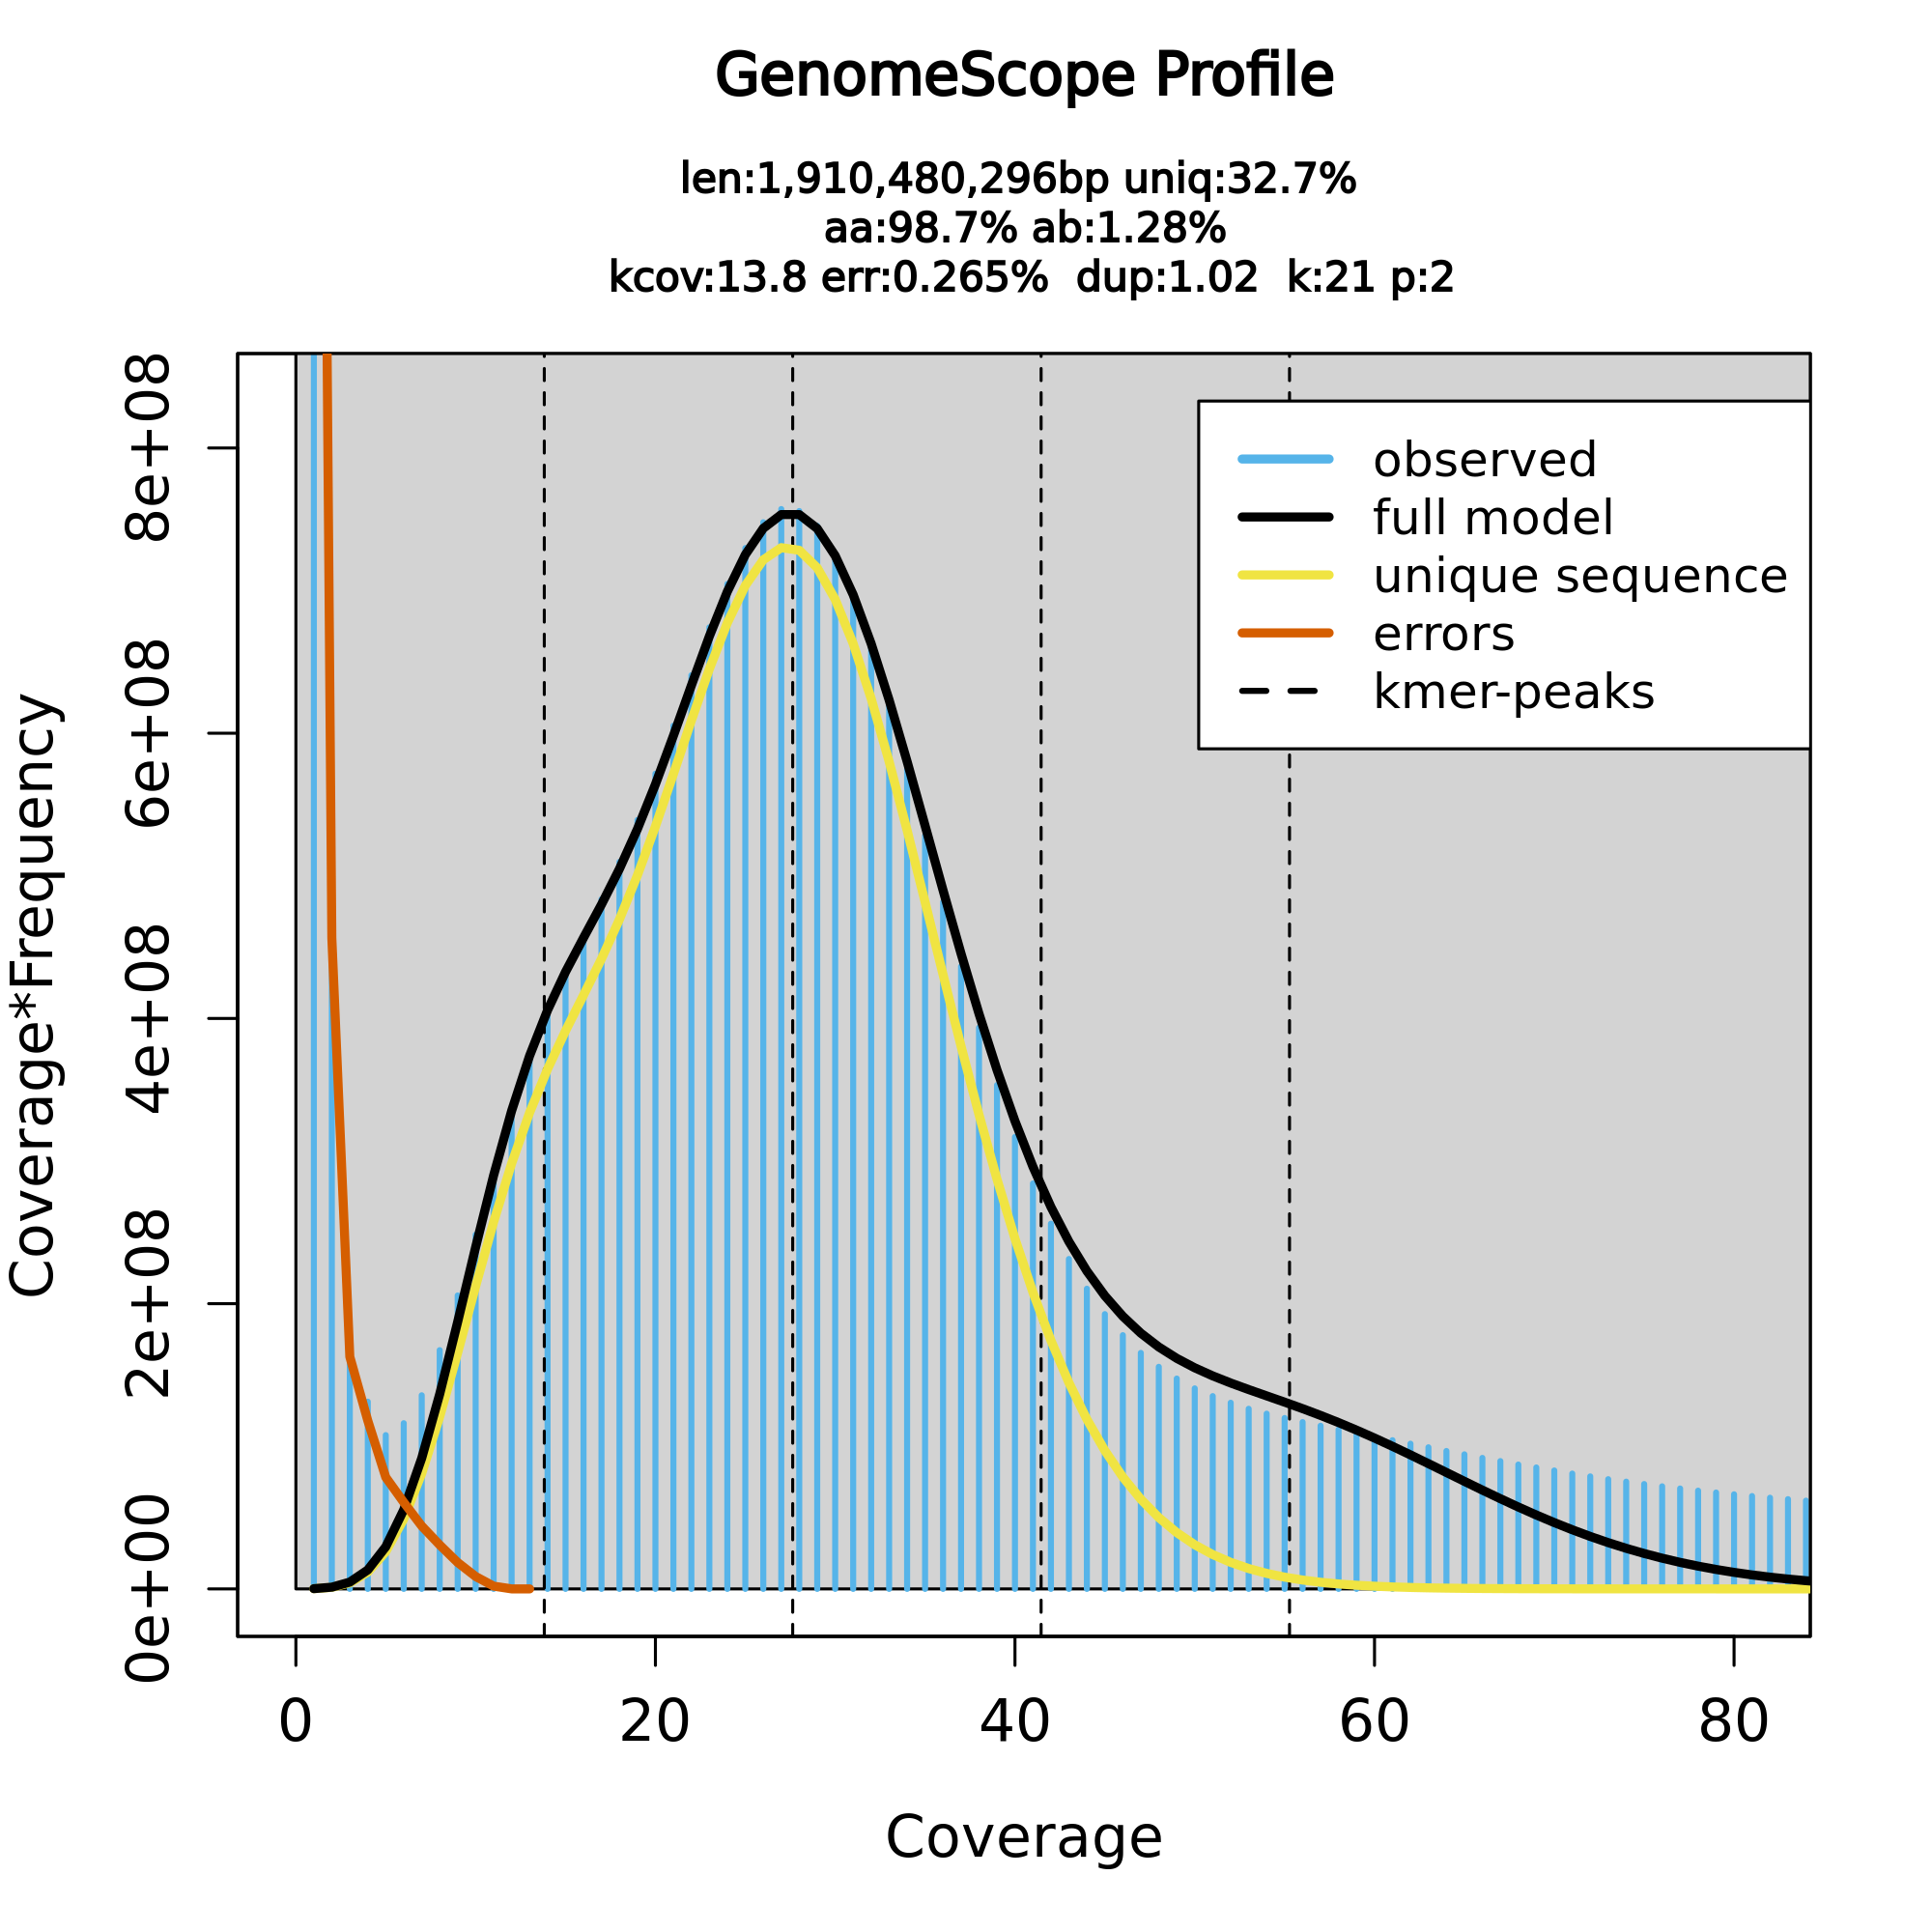 GenomeScope Profile
len:1,910,480,296bp uniq:32.7%
aa:98.7% ab:1.28%
kcov:13.8 err:0.265% dup:1.02 k:21 p:2
observed
full model
unique sequence
errors
kmer-peaks
Coverage*Frequency
8e+08
6e+08
4e+08
2e+08
0e+00
0 20 40 60 80
Coverage